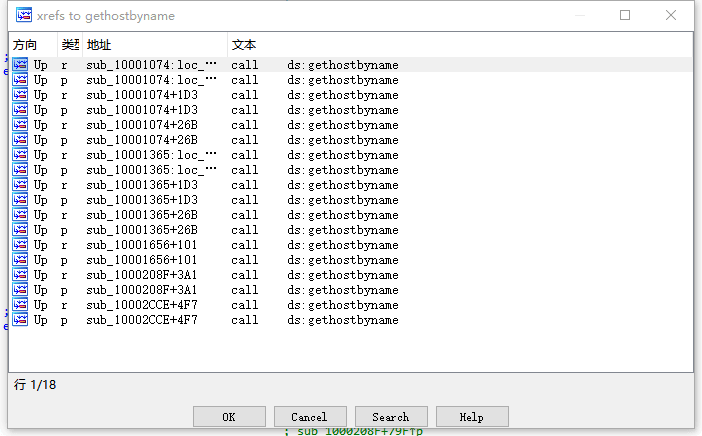 xrefs to gethostbyname
方向 类型 地址 文本
Up r sub_10001074:loc_… call ds:gethostbyname
Up p sub_10001074:loc_… call ds:gethostbyname
Up r sub_10001074+1D3 call ds:gethostbyname
Up p sub_10001074+1D3 call ds:gethostbyname
Up r sub_10001074+26B call ds:gethostbyname
Up p sub_10001074+26B call ds:gethostbyname
Up r sub_10001365:loc_… call ds:gethostbyname
Up p sub_10001365:loc_… call ds:gethostbyname
Up r sub_10001365+1D3 call ds:gethostbyname
Up p sub_10001365+1D3 call ds:gethostbyname
Up r sub_10001365+26B call ds:gethostbyname
Up p sub_10001365+26B call ds:gethostbyname
Up r sub_10001656+101 call ds:gethostbyname
Up p sub_10001656+101 call ds:gethostbyname
Up r sub_1000208F+3A1 call ds:gethostbyname
Up p sub_1000208F+3A1 call ds:gethostbyname
Up r sub_10002CCE+4F7 call ds:gethostbyname
Up p sub_10002CCE+4F7 call ds:gethostbyname
行 1/18
OK Cancel Search Help
; sub_1000208F+79F↑p